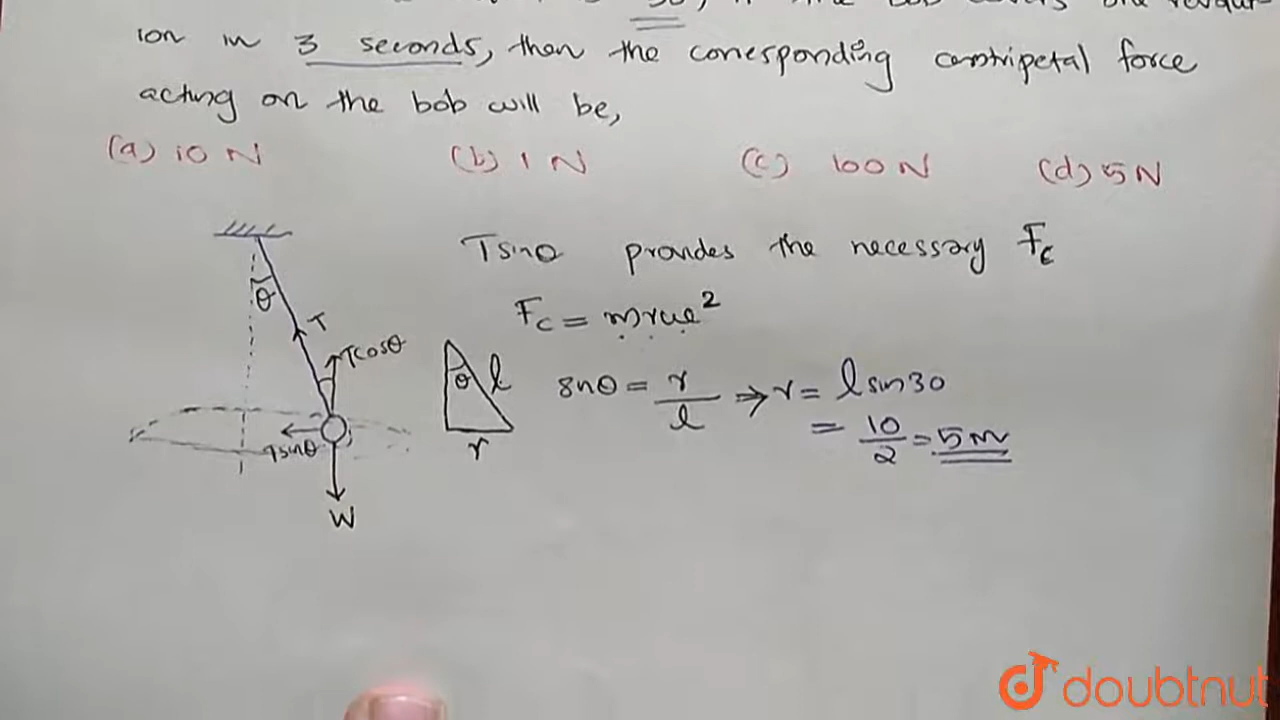 ion in 3 seconds, then the corresponding centripetal force
acting on the bob will be,
(a) 10 N (b) 1 N (c) 100 N (d) 5 N
Tsinθ provides the necessary Fc
θ
T
Fc = mrω²
Tcosθ
θ l
r
sinθ = r/l ⇒ r = l sin30
= 10/2 = 5m
Tsinθ
W
doubtnut